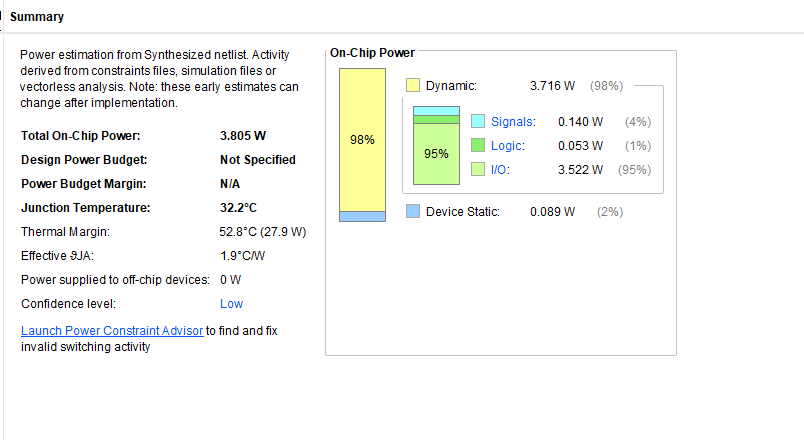 Summary
Power estimation from Synthesized netlist. Activity
derived from constraints files, simulation files or
vectorless analysis. Note: these early estimates can
change after implementation.
Total On-Chip Power: 3.805 W
Design Power Budget: Not Specified
Power Budget Margin: N/A
Junction Temperature: 32.2°C
Thermal Margin: 52.8°C (27.9 W)
Effective ϑJA: 1.9°C/W
Power supplied to off-chip devices: 0 W
Confidence level: Low
Launch Power Constraint Advisor to find and fix
invalid switching activity
On-Chip Power
98%
Dynamic: 3.716 W (98%)
95%
Signals: 0.140 W (4%)
Logic: 0.053 W (1%)
I/O: 3.522 W (95%)
Device Static: 0.089 W (2%)